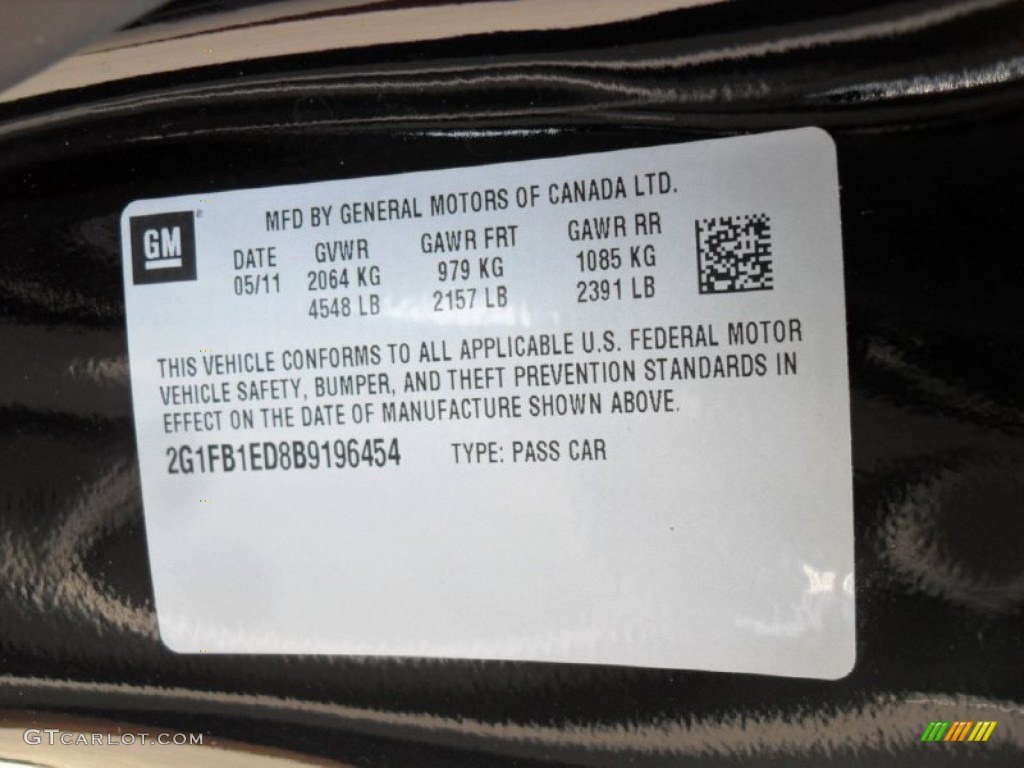 GM
MFD BY GENERAL MOTORS OF CANADA LTD.
DATE GVWR GAWR FRT GAWR RR
05/11 2064 KG 979 KG 1085 KG
4548 LB 2157 LB 2391 LB
THIS VEHICLE CONFORMS TO ALL APPLICABLE U.S. FEDERAL MOTOR
VEHICLE SAFETY, BUMPER, AND THEFT PREVENTION STANDARDS IN
EFFECT ON THE DATE OF MANUFACTURE SHOWN ABOVE.
2G1FB1ED8B9196454 TYPE: PASS CAR
GTCARLOT.COM